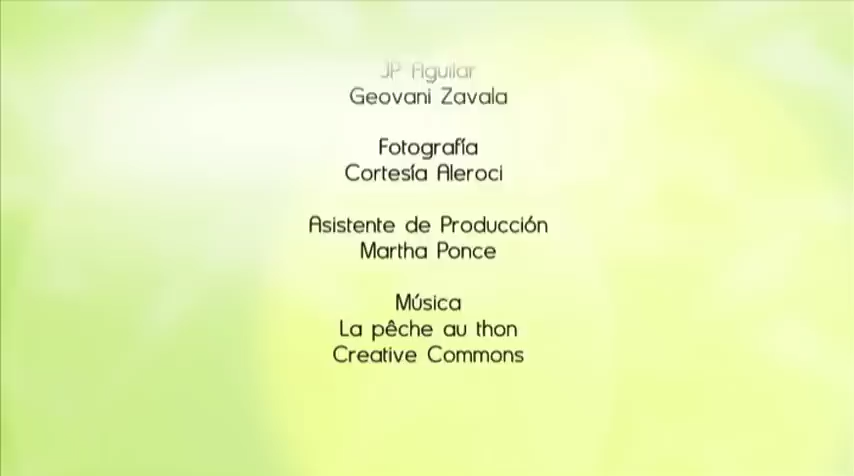 JP Aguilar
Geovani Zavala
Fotografía
Cortesía Aleroci
Asistente de Producción
Martha Ponce
Música
La pêche au thon
Creative Commons